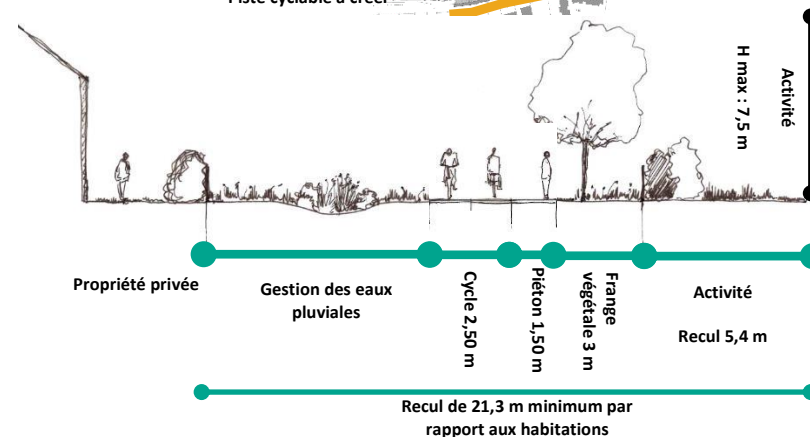 Piste cyclable à créer
Activité
H max : 7,5 m
Propriété privée
Gestion des eaux
pluviales
Cycle 2,50 m
Piéton 1,50 m
Frange
végétale 3 m
Activité
Recul 5,4 m
Recul de 21,3 m minimum par
rapport aux habitations